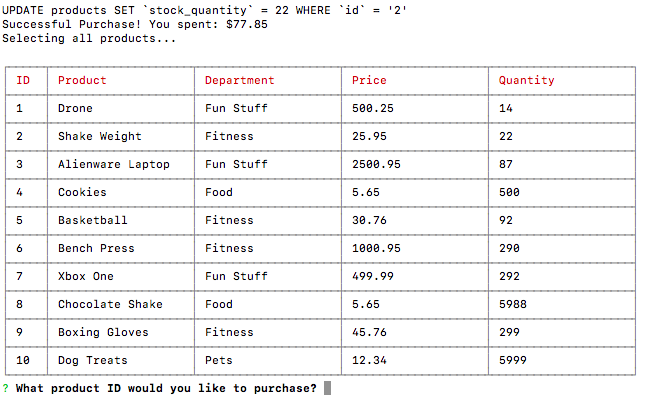 UPDATE products SET `stock_quantity` = 22 WHERE `id` = '2'
Successful Purchase! You spent: $77.85
Selecting all products...
ID Product Department Price Quantity
1 Drone Fun Stuff 500.25 14
2 Shake Weight Fitness 25.95 22
3 Alienware Laptop Fun Stuff 2500.95 87
4 Cookies Food 5.65 500
5 Basketball Fitness 30.76 92
6 Bench Press Fitness 1000.95 290
7 Xbox One Fun Stuff 499.99 292
8 Chocolate Shake Food 5.65 5988
9 Boxing Gloves Fitness 45.76 299
10 Dog Treats Pets 12.34 5999
? What product ID would you like to purchase?